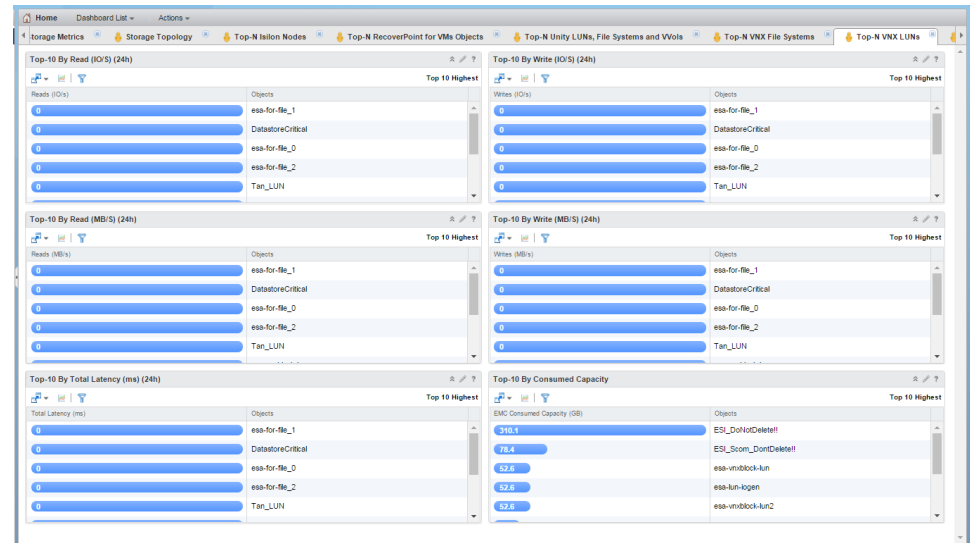 Home Dashboard List Actions
torage Metrics Storage Topology Top-N Isilon Nodes Top-N RecoverPoint for VMs Objects Top-N Unity LUNs, File Systems and VVols Top-N VNX File Systems Top-N VNX LUNs
Top-10 By Read (IO/S) (24h) ?
Top 10 Highest
Reads (IO/s) Objects
0 esa-for-file_1
0 DatastoreCritical
0 esa-for-file_0
0 esa-for-file_2
0 Tan_LUN
Top-10 By Write (IO/S) (24h) ?
Top 10 Highest
Writes (IO/s) Objects
0 esa-for-file_1
0 DatastoreCritical
0 esa-for-file_0
0 esa-for-file_2
0 Tan_LUN
Top-10 By Read (MB/S) (24h) ?
Top 10 Highest
Reads (MB/s) Objects
0 esa-for-file_1
0 DatastoreCritical
0 esa-for-file_0
0 esa-for-file_2
0 Tan_LUN
Top-10 By Write (MB/S) (24h) ?
Top 10 Highest
Writes (MB/s) Objects
0 esa-for-file_1
0 DatastoreCritical
0 esa-for-file_0
0 esa-for-file_2
0 Tan_LUN
Top-10 By Total Latency (ms) (24h) ?
Top 10 Highest
Total Latency (ms) Objects
0 esa-for-file_1
0 DatastoreCritical
0 esa-for-file_0
0 esa-for-file_2
0 Tan_LUN
Top-10 By Consumed Capacity ?
Top 10 Highest
EMC Consumed Capacity (GB) Objects
310.1 ESI_DoNotDelete!!
78.4 ESI_Scom_DontDelete!!
52.6 esa-vnxblock-lun
52.6 esa-lun-iogen
52.6 esa-vnxblock-lun2